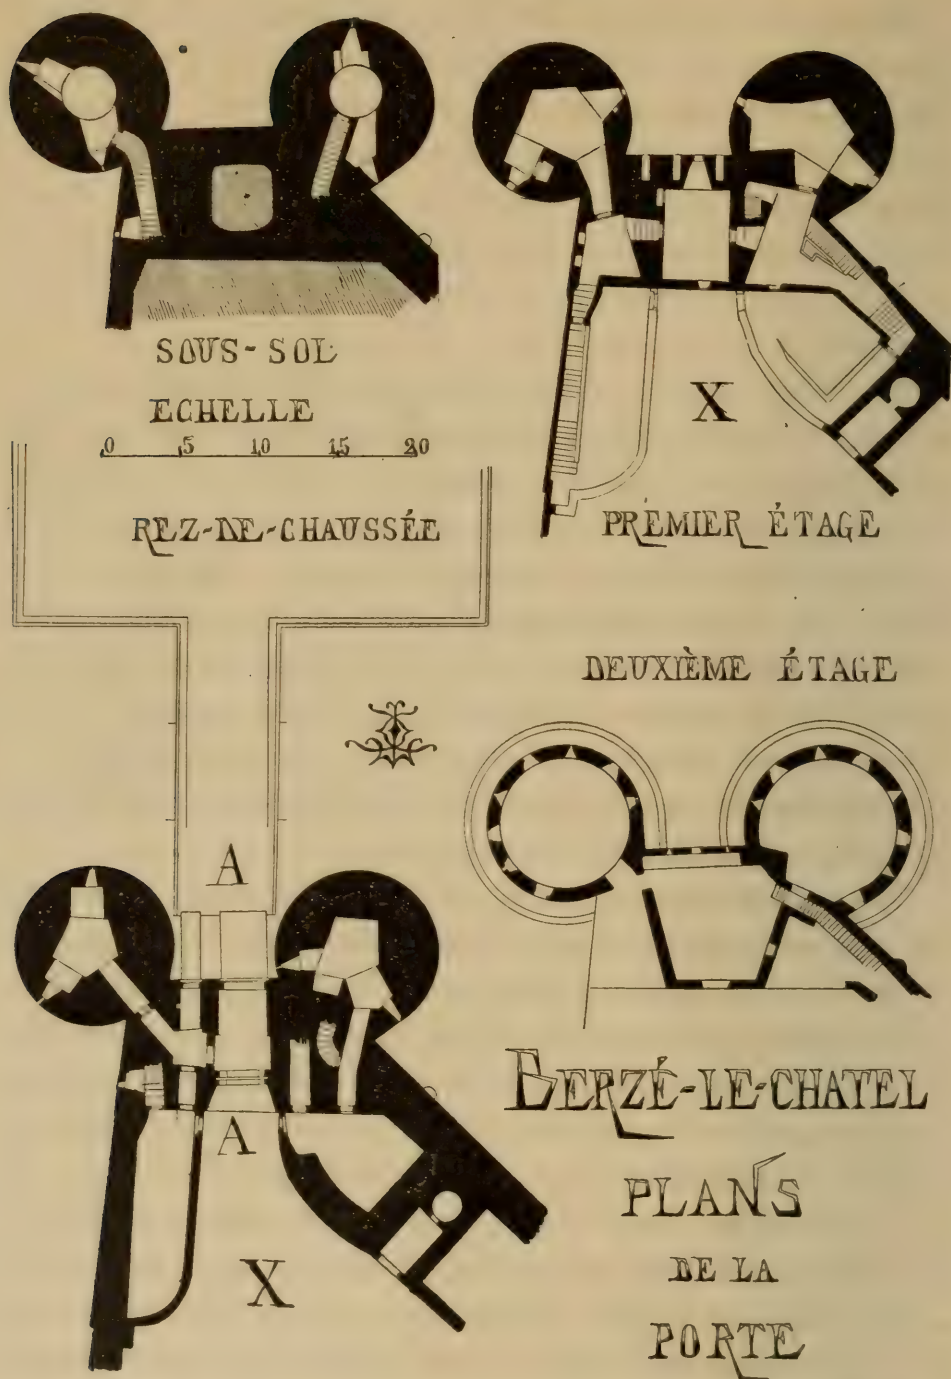 SOUS-SOL
ECHELLE
0 5 10 15 20
REZ-DE-CHAUSSÉE
X
PREMIER ÉTAGE
DEUXIÈME ÉTAGE
A
A
X
BERZÉ-LE-CHATEL
PLANS
DE LA
PORTE